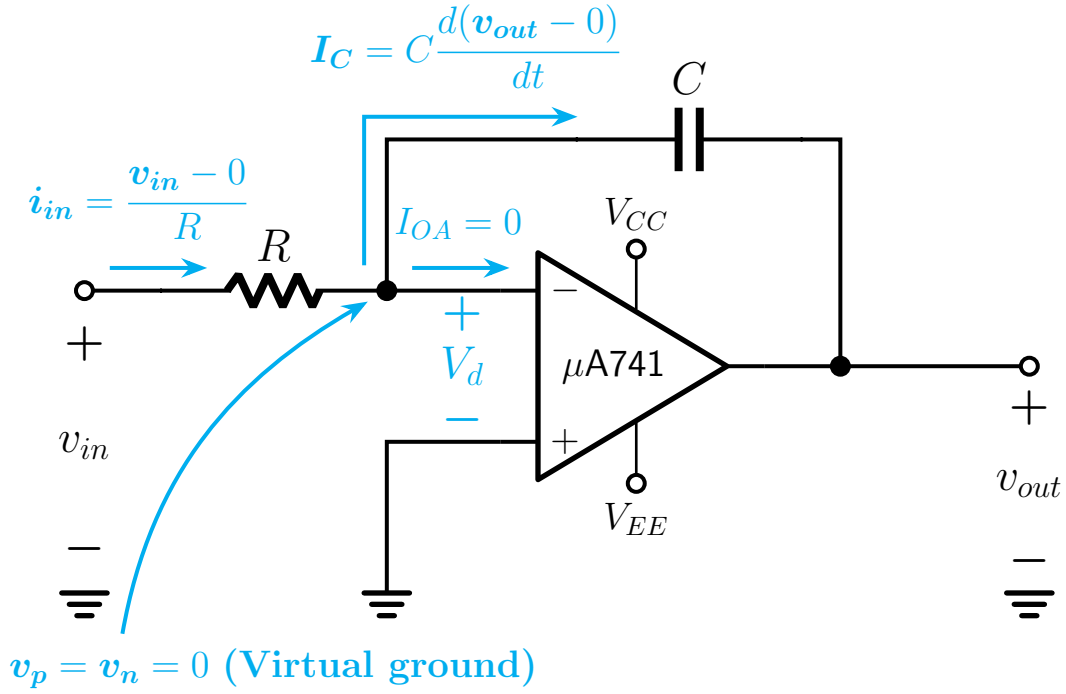 I_C = C d(v_out − 0)/dt
C
i_in = (v_in − 0)/R
I_OA = 0
V_CC
R
−
+
+
V_d
μA741
−
+
+
v_in
v_out
V_EE
−
−
v_p = v_n = 0 (Virtual ground)